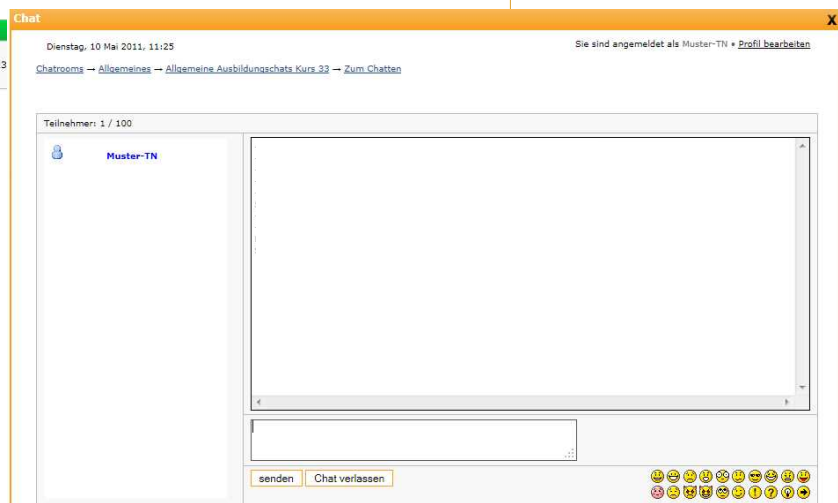 Chat X
Dienstag, 10 Mai 2011, 11:25
Sie sind angemeldet als Muster-TN • Profil bearbeiten
3
Chatrooms → Allgemeines → Allgemeine Ausbildungschats Kurs 33 → Zum Chatten
Teilnehmer: 1 / 100
Muster-TN
senden Chat verlassen